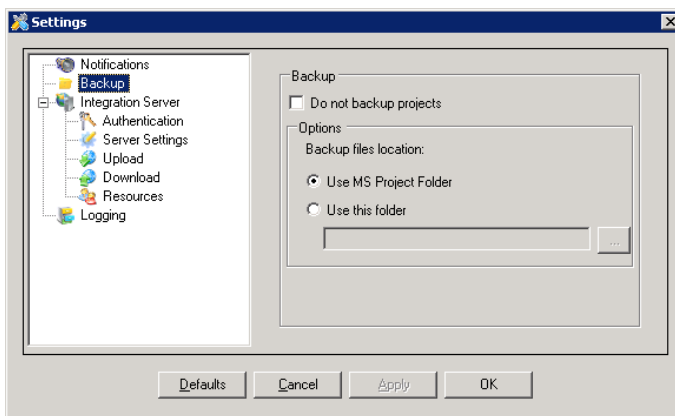 Settings
Notifications
Backup
Integration Server
Authentication
Server Settings
Upload
Download
Resources
Logging
Backup
Do not backup projects
Options
Backup files location:
Use MS Project Folder
Use this folder
...
Defaults
Cancel
Apply
OK